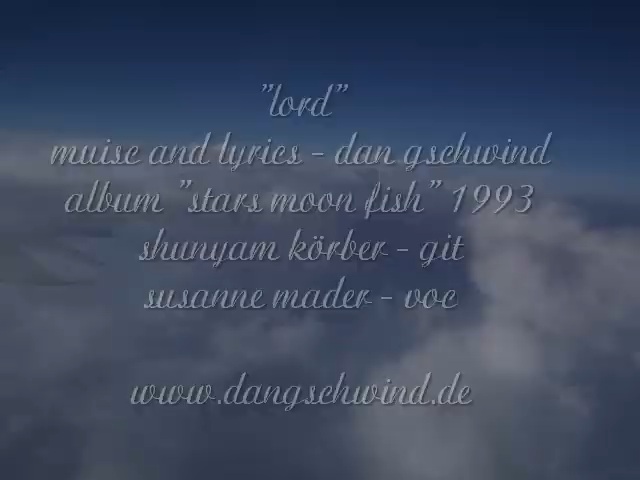 "lord"
muisc and lyrics - dan gschwind
album "stars moon fish" 1993
shunyam körber - git
susanne mader - voc
www.dangschwind.de